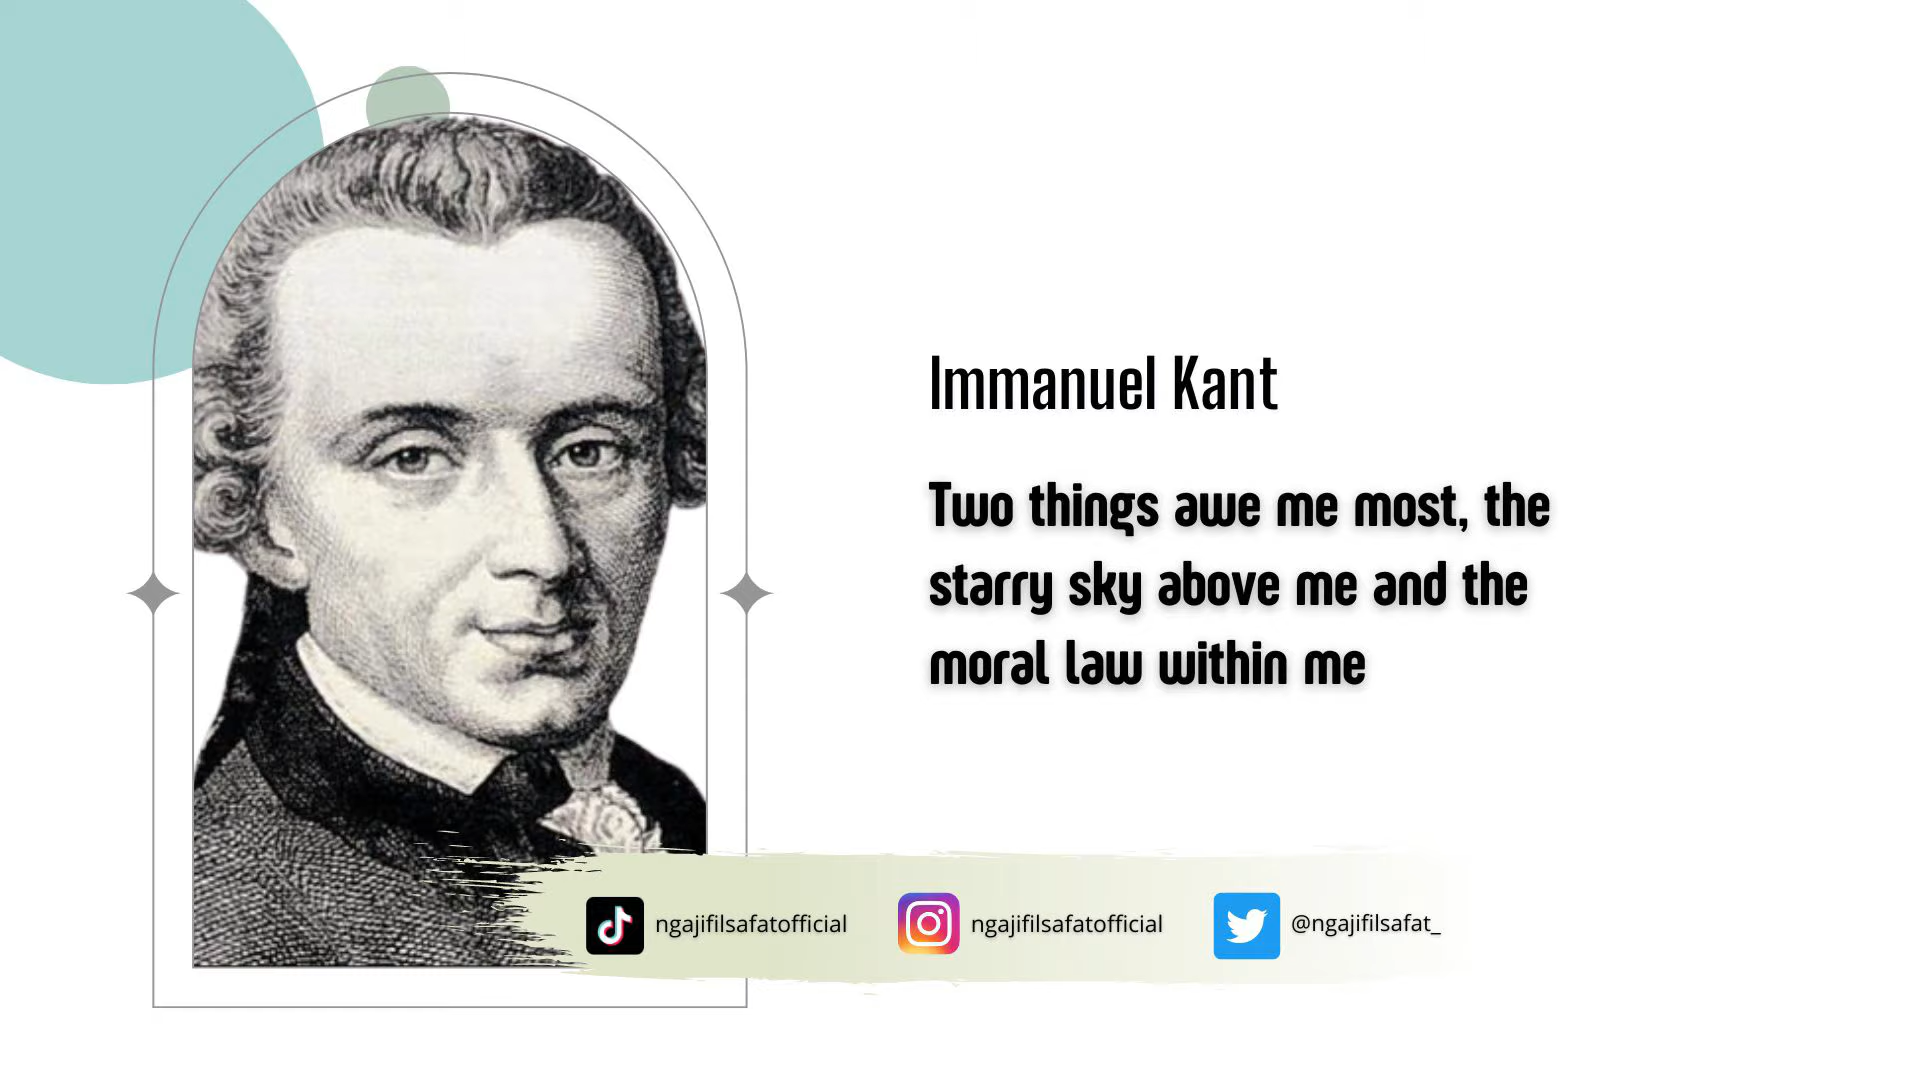 Immanuel Kant
Two things awe me most, the
starry sky above me and the
moral law within me
ngajifilsafatofficial
ngajifilsafatofficial
@ngajifilsafat_